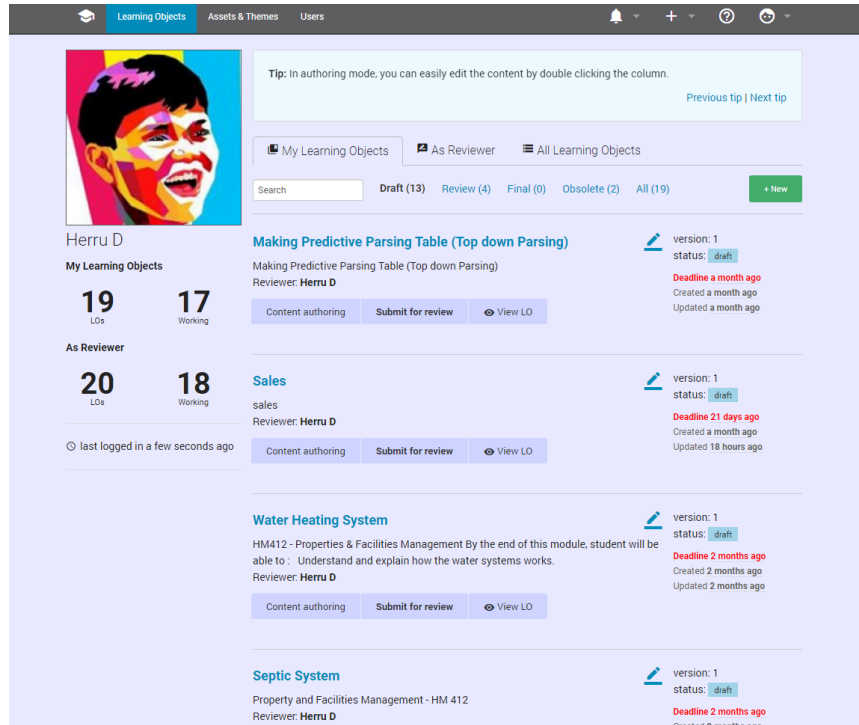 Learning Objects Assets & Themes Users
Tip: In authoring mode, you can easily edit the content by double clicking the column.
Previous tip | Next tip
My Learning Objects As Reviewer All Learning Objects
Search Draft (13) Review (4) Final (0) Obsolete (2) All (19) + New
Herru D
My Learning Objects
19 17
LOs Working
As Reviewer
20 18
LOs Working
last logged in a few seconds ago
Making Predictive Parsing Table (Top down Parsing)
Making Predictive Parsing Table (Top down Parsing)
Reviewer: Herru D
Content authoring Submit for review View LO
version: 1
status: draft
Deadline a month ago
Created a month ago
Updated a month ago
Sales
sales
Reviewer: Herru D
Content authoring Submit for review View LO
version: 1
status: draft
Deadline 21 days ago
Created a month ago
Updated 18 hours ago
Water Heating System
HM412 - Properties & Facilities Management By the end of this module, student will be
able to : Understand and explain how the water systems works.
Reviewer: Herru D
Content authoring Submit for review View LO
version: 1
status: draft
Deadline 2 months ago
Created 2 months ago
Updated 2 months ago
Septic System
Property and Facilities Management - HM 412
Reviewer: Herru D
version: 1
status: draft
Deadline 2 months ago